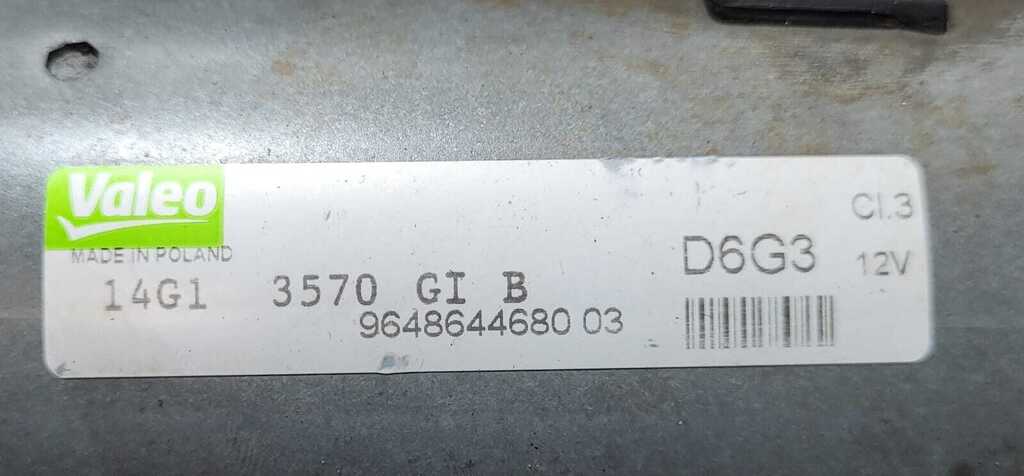 Valeo
MADE IN POLAND
14G1 3570 GI B
9648644680 03
D6G3
Cl.3
12V